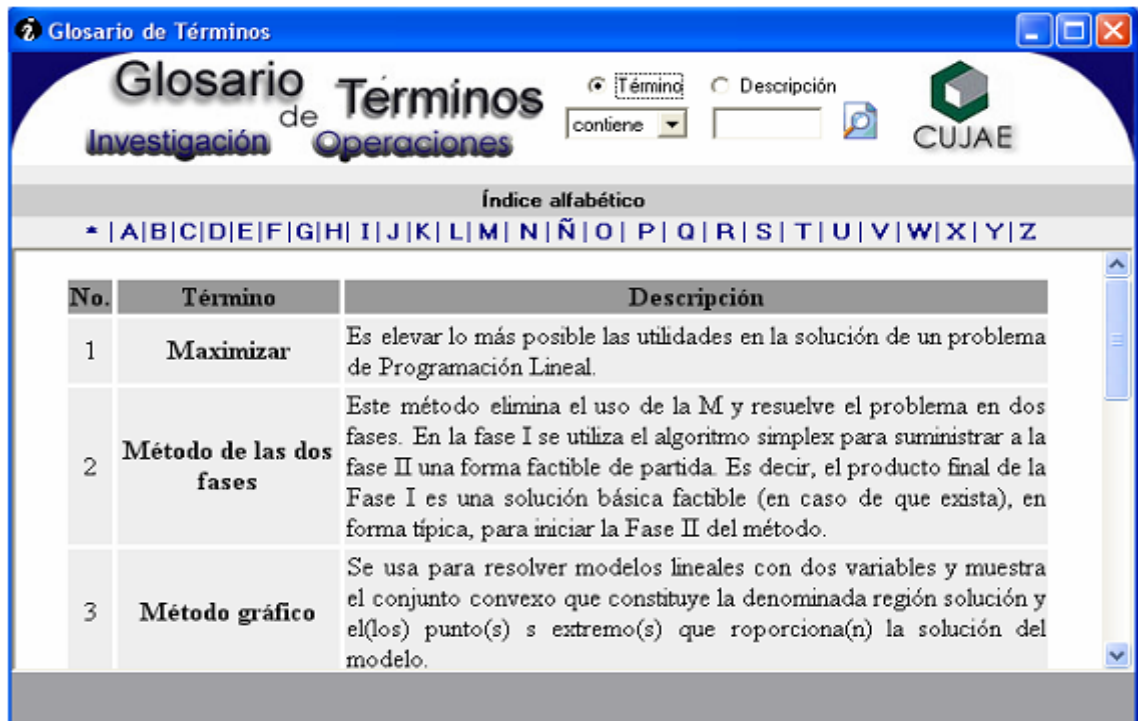 Glosario de Términos
Glosario de Términos
Investigación Operaciones
Término Descripción
contiene
CUJAE
Índice alfabético
* | A|B|C|D|E|F|G|H| I|J|K|L|M|N|Ñ|O|P|Q|R|S|T|U|V|W|X|Y|Z
No. Término Descripción
1 Maximizar Es elevar lo más posible las utilidades en la solución de un problema
de Programación Lineal.
Este método elimina el uso de la M y resuelve el problema en dos
Método de las dos fases. En la fase I se utiliza el algoritmo simplex para suministrar a la
2 fases fase II una forma factible de partida. Es decir, el producto final de la
Fase I es una solución básica factible (en caso de que exista), en
forma típica, para iniciar la Fase II del método.
Se usa para resolver modelos lineales con dos variables y muestra
3 Método gráfico el conjunto convexo que constituye la denominada región solución y
el(los) punto(s) s extremo(s) que roporciona(n) la solución del
modelo.